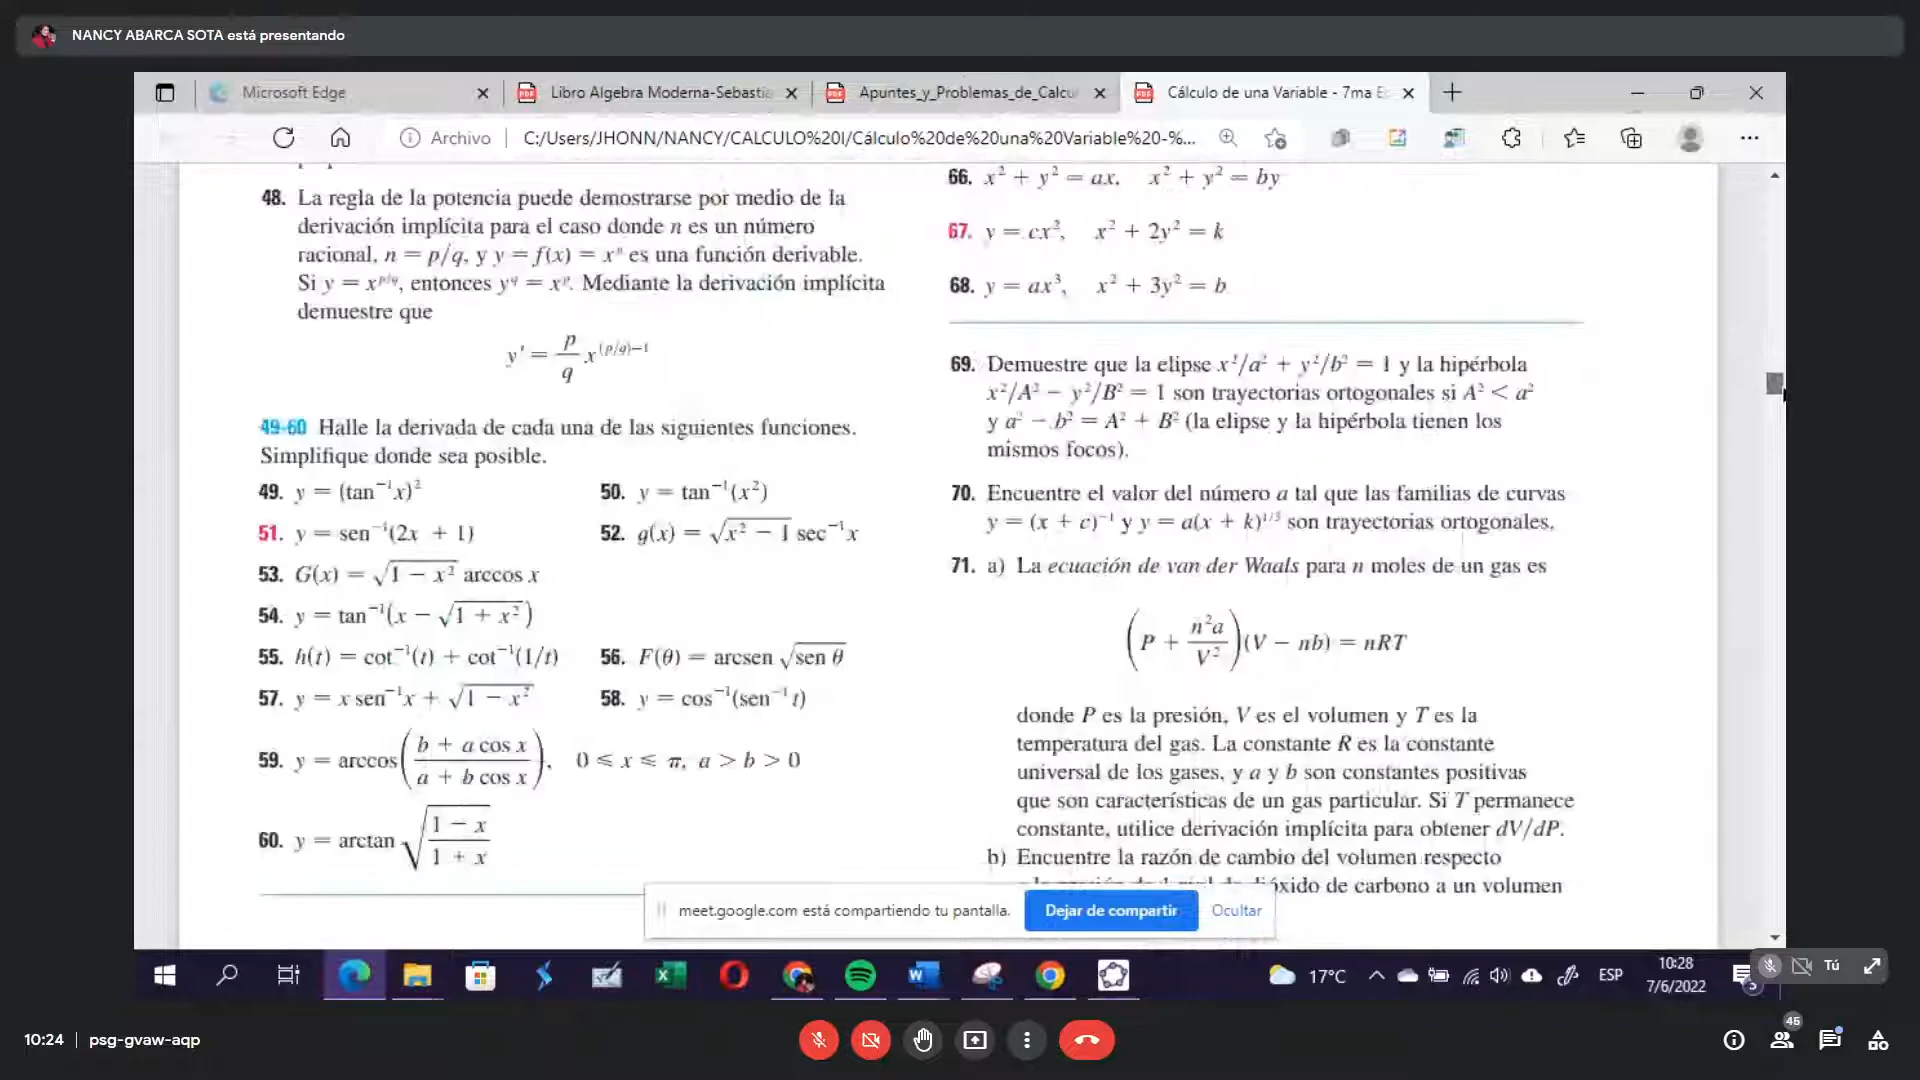 NANCY ABARCA SOTA está presentando
Microsoft Edge
Libro Algebra Moderna-Sebastia
Apuntes_y_Problemas_de_Calcu
Cálculo de una Variable - 7ma E
Archivo
C:/Users/JHONN/NANCY/CALCULO%20I/Cálculo%20de%20una%20Variable%20-%...
48. La regla de la potencia puede demostrarse por medio de la
derivación implícita para el caso donde n es un número
racional, n = p/q, y y = f(x) = xⁿ es una función derivable.
Si y = x^{p/q}, entonces y^q = x^p. Mediante la derivación implícita
demuestre que
y' = p/q x^{(p/q)-1}
49-60 Halle la derivada de cada una de las siguientes funciones.
Simplifique donde sea posible.
49. y = (tan⁻¹x)²
50. y = tan⁻¹(x²)
51. y = sen⁻¹(2x + 1)
52. g(x) = √(x² − 1) sec⁻¹x
53. G(x) = √(1 − x²) arccos x
54. y = tan⁻¹(x − √(1 + x²))
55. h(t) = cot⁻¹(t) + cot⁻¹(1/t)
56. F(θ) = arcsen √(sen θ)
57. y = x sen⁻¹x + √(1 − x²)
58. y = cos⁻¹(sen⁻¹ t)
59. y = arccos((b + a cos x)/(a + b cos x)), 0 ≤ x ≤ π, a > b > 0
60. y = arctan √((1 − x)/(1 + x))
66. x² + y² = ax, x² + y² = by
67. y = cx², x² + 2y² = k
68. y = ax³, x² + 3y² = b
69. Demuestre que la elipse x²/a² + y²/b² = 1 y la hipérbola
x²/A² − y²/B² = 1 son trayectorias ortogonales si A² < a²
y a² − b² = A² + B² (la elipse y la hipérbola tienen los
mismos focos).
70. Encuentre el valor del número a tal que las familias de curvas
y = (x + c)⁻¹ y y = a(x + k)^{1/3} son trayectorias ortogonales.
71. a) La ecuación de van der Waals para n moles de un gas es
(P + n²a/V²)(V − nb) = nRT
donde P es la presión, V es el volumen y T es la
temperatura del gas. La constante R es la constante
universal de los gases, y a y b son constantes positivas
que son características de un gas particular. Si T permanece
constante, utilice derivación implícita para obtener dV/dP.
b) Encuentre la razón de cambio del volumen respecto
óxido de carbono a un volumen
meet.google.com está compartiendo tu pantalla.
Dejar de compartir
Ocultar
17°C
ESP
10:28
7/6/2022
Tú
10:24 | psg-gvaw-aqp
45